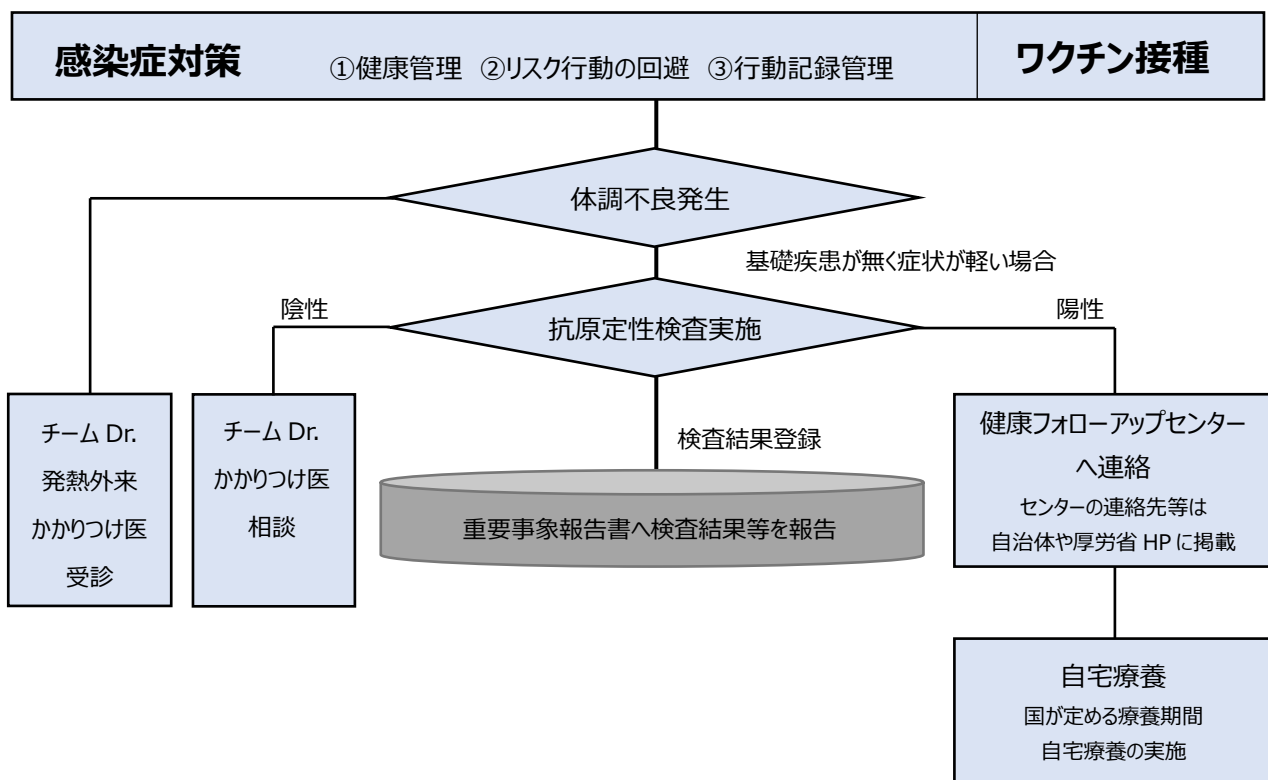 感染症対策 ①健康管理 ②リスク行動の回避 ③行動記録管理 ワクチン接種
体調不良発生
基礎疾患が無く症状が軽い場合
陰性
抗原定性検査実施
陽性
チーム Dr.
発熱外来
かかりつけ医
受診
チーム Dr.
かかりつけ医
相談
検査結果登録
重要事象報告書へ検査結果等を報告
健康フォローアップセンター
へ連絡
センターの連絡先等は
自治体や厚労省 HP に掲載
自宅療養
国が定める療養期間
自宅療養の実施